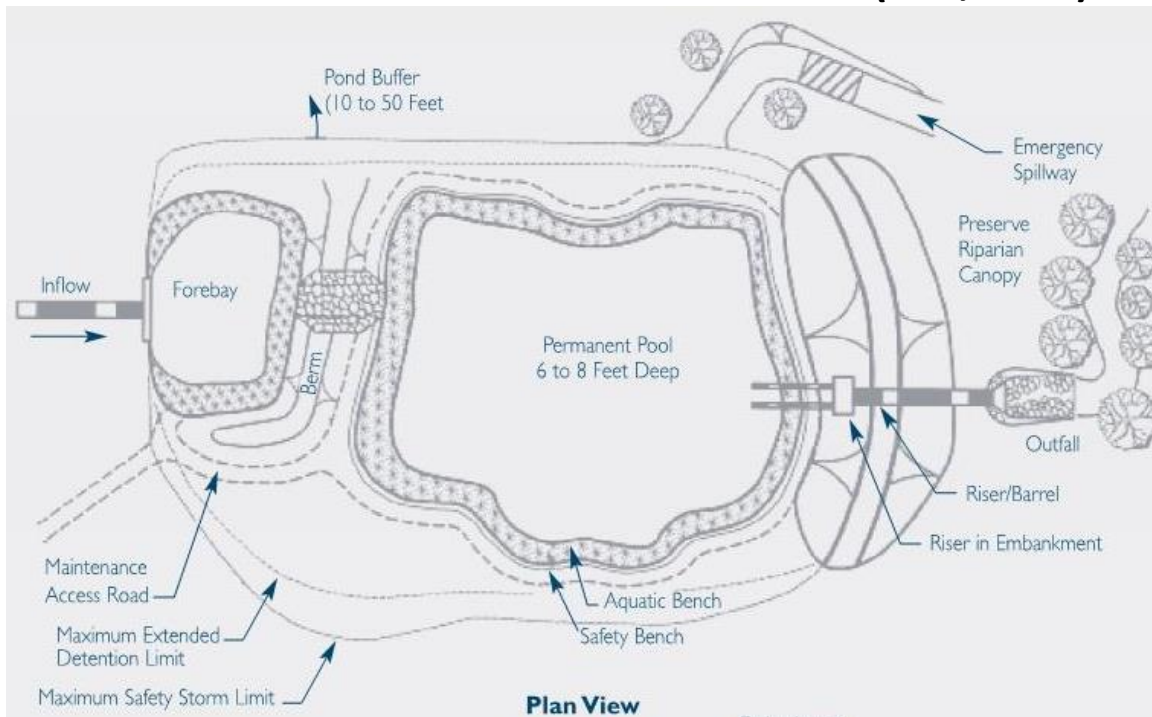 Pond Buffer
(10 to 50 Feet
Emergency
Spillway
Preserve
Riparian
Canopy
Inflow
Forebay
Permanent Pool
6 to 8 Feet Deep
Berm
Outfall
Riser/Barrel
Riser in Embankment
Maintenance
Access Road
Aquatic Bench
Maximum Extended
Detention Limit
Safety Bench
Maximum Safety Storm Limit
Plan View